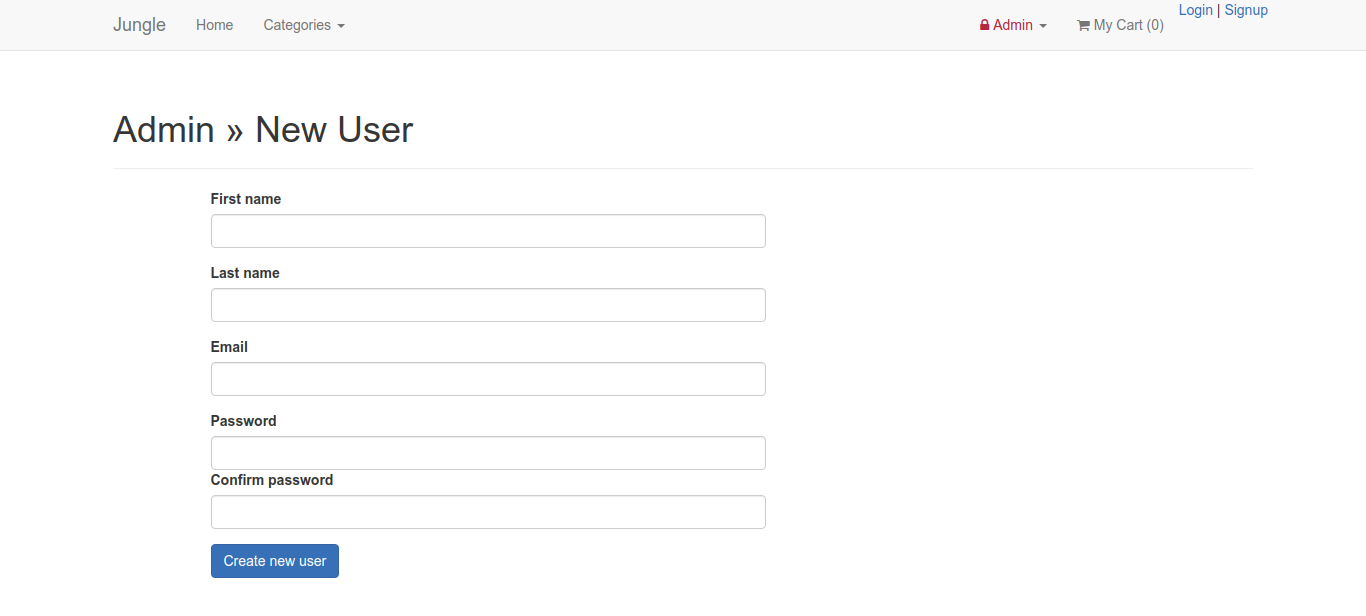 Jungle Home Categories Admin My Cart (0) Login | Signup
Admin » New User
First name
Last name
Email
Password
Confirm password
Create new user